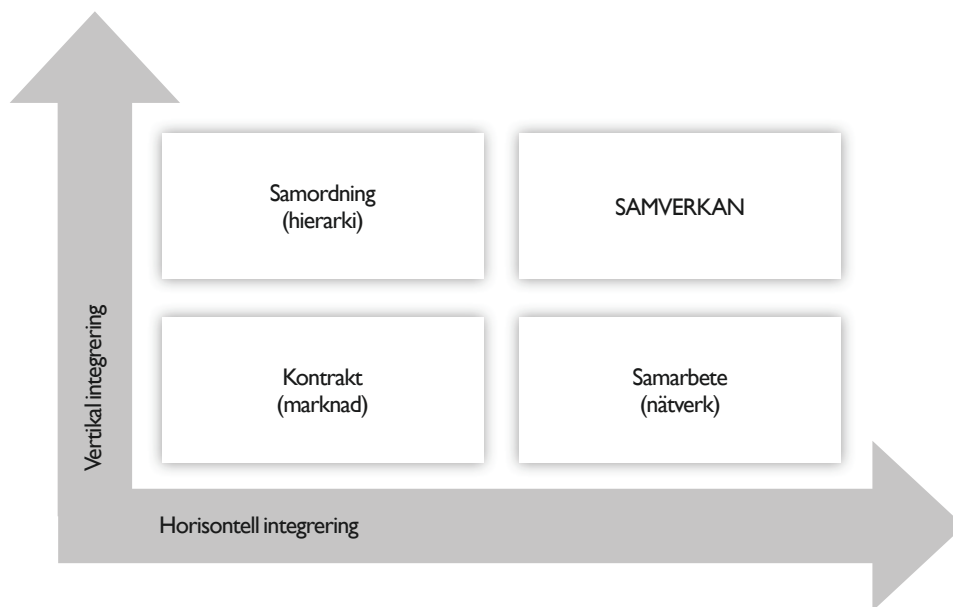 Samordning
(hierarki)
SAMVERKAN
Kontrakt
(marknad)
Samarbete
(nätverk)
Vertikal integrering
Horisontell integrering